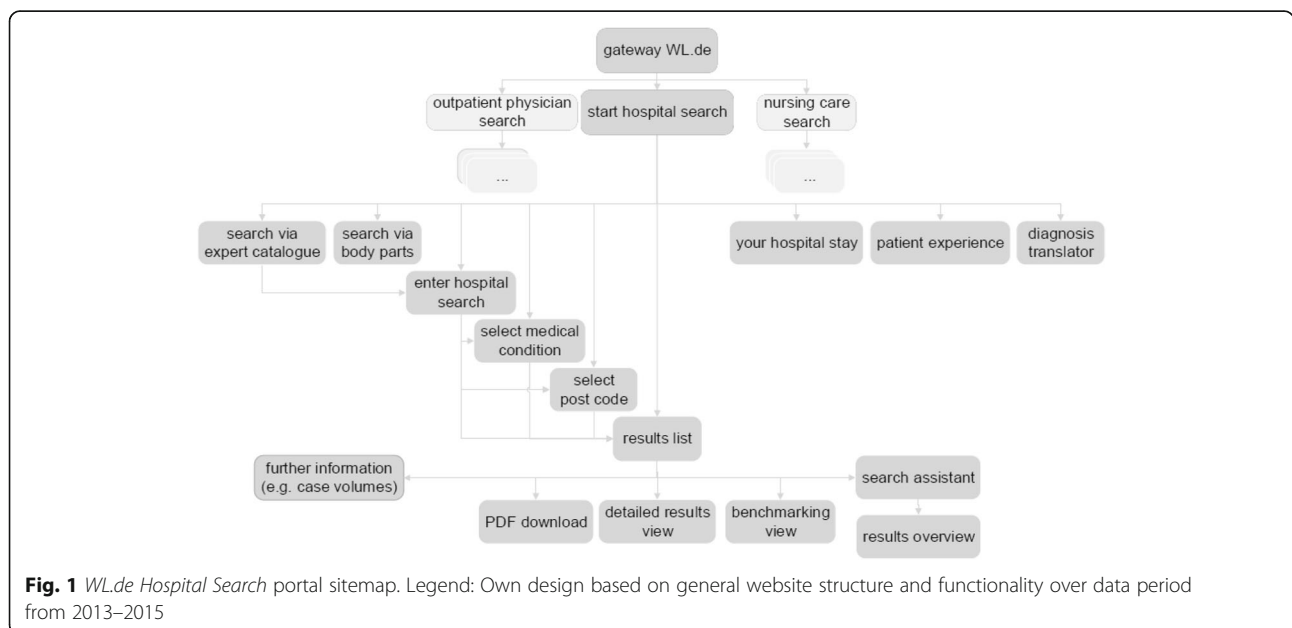 gateway WL.de
outpatient physician
search
start hospital search
nursing care
search
...
...
search via
expert catalogue
search via
body parts
your hospital stay
patient experience
diagnosis
translator
enter hospital
search
select medical
condition
select
post code
results list
further information
(e.g. case volumes)
search assistant
PDF download
detailed results
view
benchmarking
view
results overview
Fig. 1 WL.de Hospital Search portal sitemap. Legend: Own design based on general website structure and functionality over data period
from 2013–2015